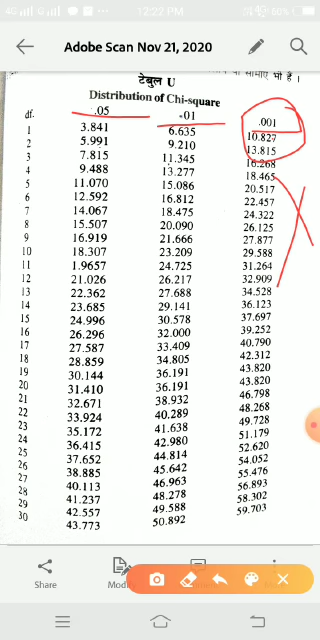 12:22 PM
Adobe Scan Nov 21, 2020
टेबुल U
Distribution of Chi-square
df. .05 .01 .001
1 3.841 6.635 10.827
2 5.991 9.210 13.815
3 7.815 11.345 16.268
4 9.488 13.277 18.465
5 11.070 15.086 20.517
6 12.592 16.812 22.457
7 14.067 18.475 24.322
8 15.507 20.090 26.125
9 16.919 21.666 27.877
10 18.307 23.209 29.588
11 1.9657 24.725 31.264
12 21.026 26.217 32.909
13 22.362 27.688 34.528
14 23.685 29.141 36.123
15 24.996 30.578 37.697
16 26.296 32.000 39.252
17 27.587 33.409 40.790
18 28.859 34.805 42.312
19 30.144 36.191 43.820
20 31.410 36.191 43.820
21 32.671 38.932 46.798
22 33.924 40.289 48.268
23 35.172 41.638 49.728
24 36.415 42.980 51.179
25 37.652 44.814 52.620
26 38.885 45.642 54.052
27 40.113 46.963 55.476
28 41.237 48.278 56.893
29 42.557 49.588 58.302
30 43.773 50.892 59.703
Share